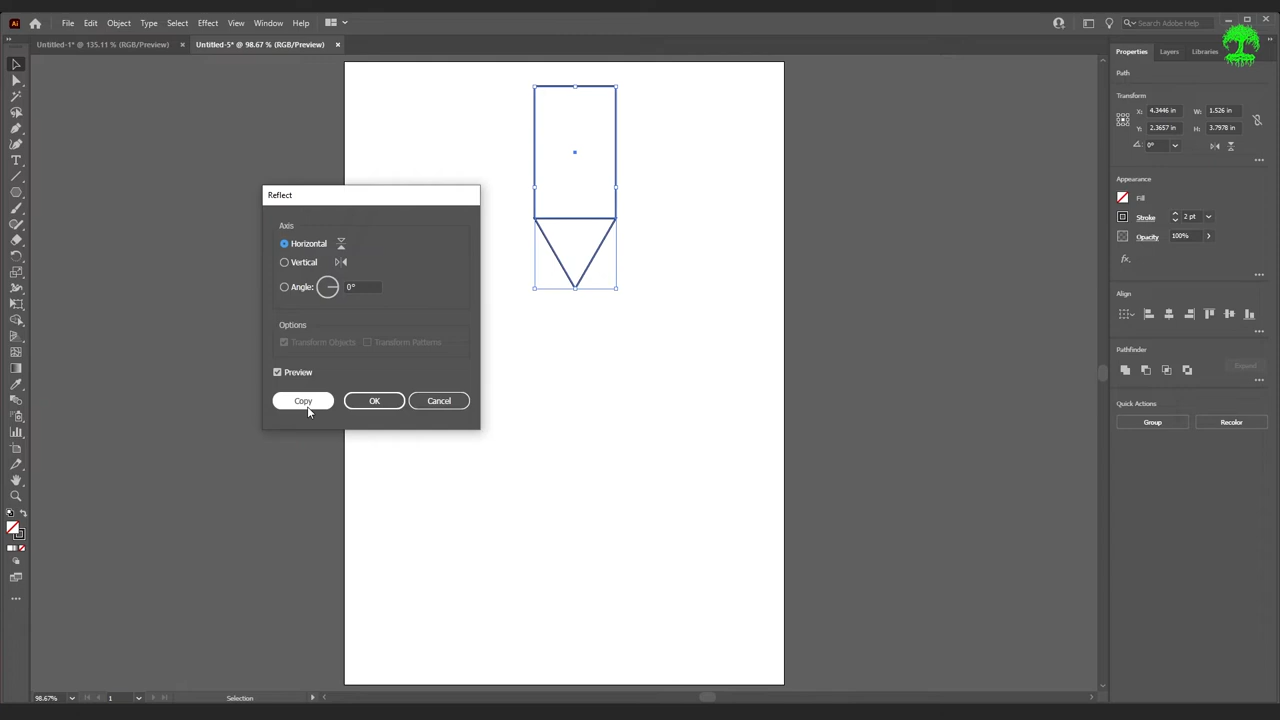 Ai File Edit Object Type Select Effect View Window Help Search Adobe Help
Untitled-1* @ 135.11 % (RGB/Preview) × Untitled-5* @ 98.67 % (RGB/Preview) ×
Properties Layers Libraries
Path
Transform
X: 4.3446 in W: 1.526 in
Y: 2.3657 in H: 3.7978 in
0°
Appearance
Fill
Stroke 2 pt
Opacity 100%
fx.
Align
Pathfinder
Expand
Quick Actions
Group Recolor
Reflect
Axis
Horizontal
Vertical
Angle: 0°
Options
Transform Objects Transform Patterns
Preview
Copy OK Cancel
98.67% 1 Selection